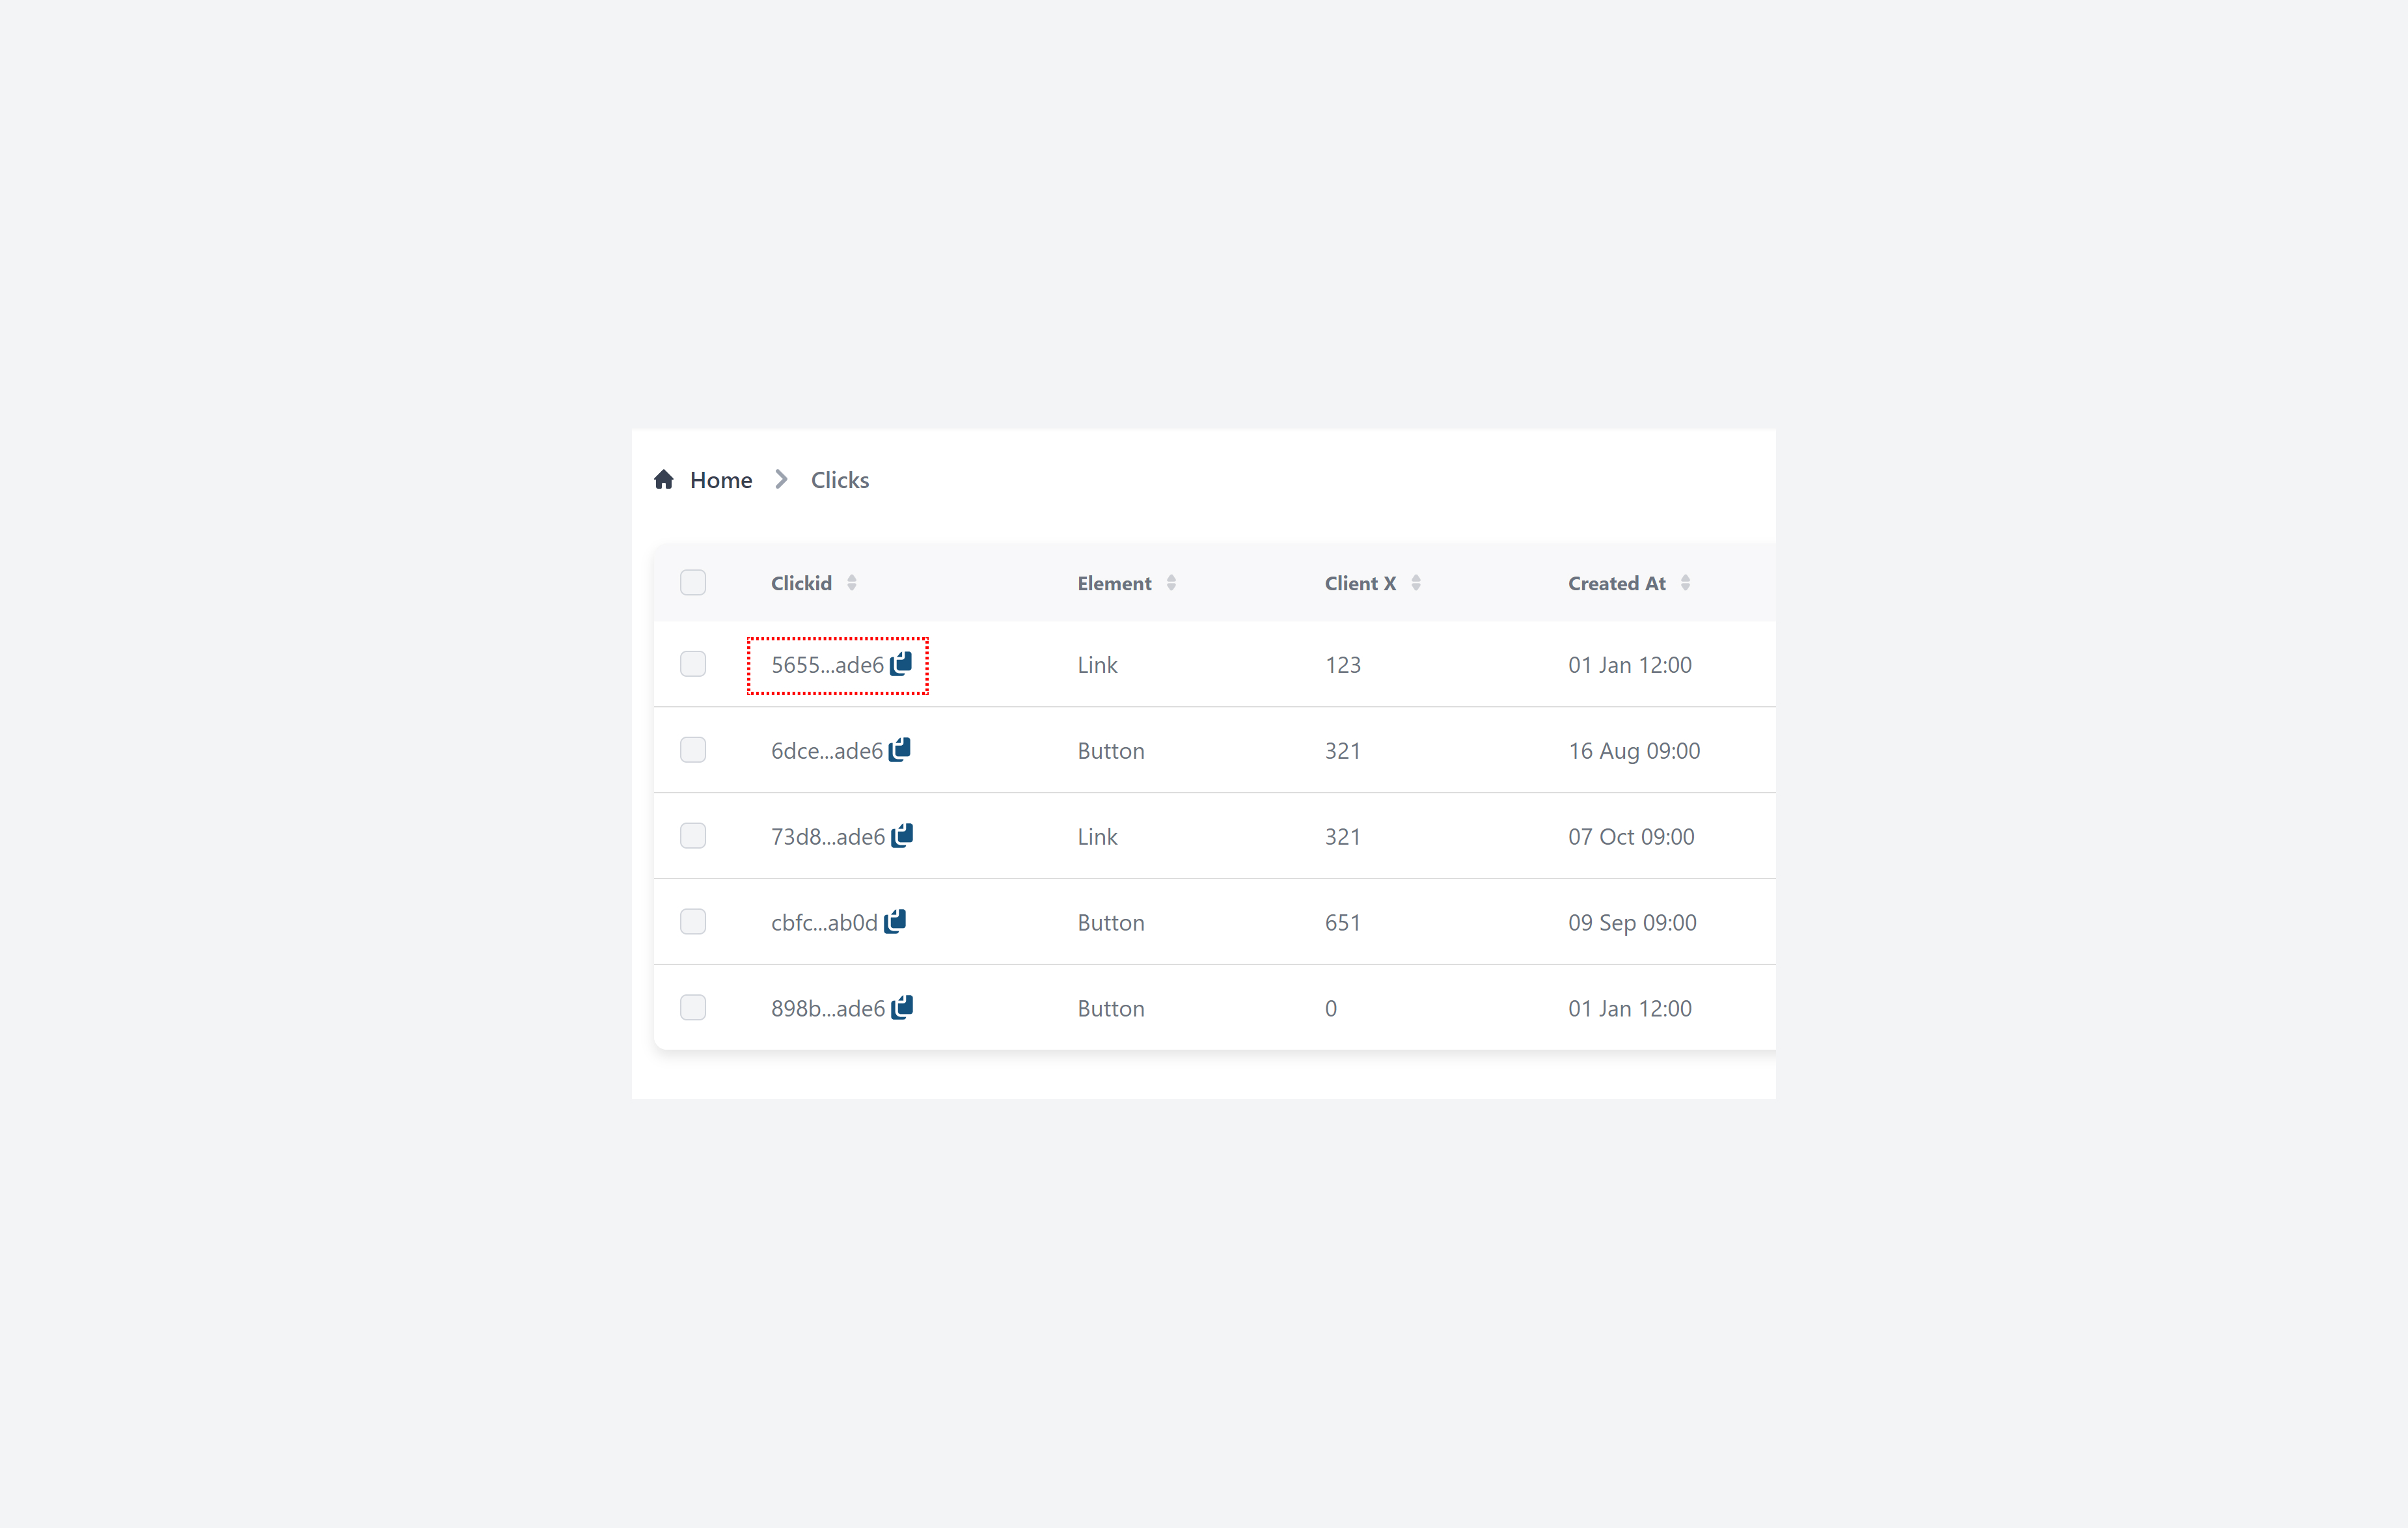 Home Clicks
Clickid Element Client X Created At
5655...ade6 Link 123 01 Jan 12:00
6dce...ade6 Button 321 16 Aug 09:00
73d8...ade6 Link 321 07 Oct 09:00
cbfc...ab0d Button 651 09 Sep 09:00
898b...ade6 Button 0 01 Jan 12:00